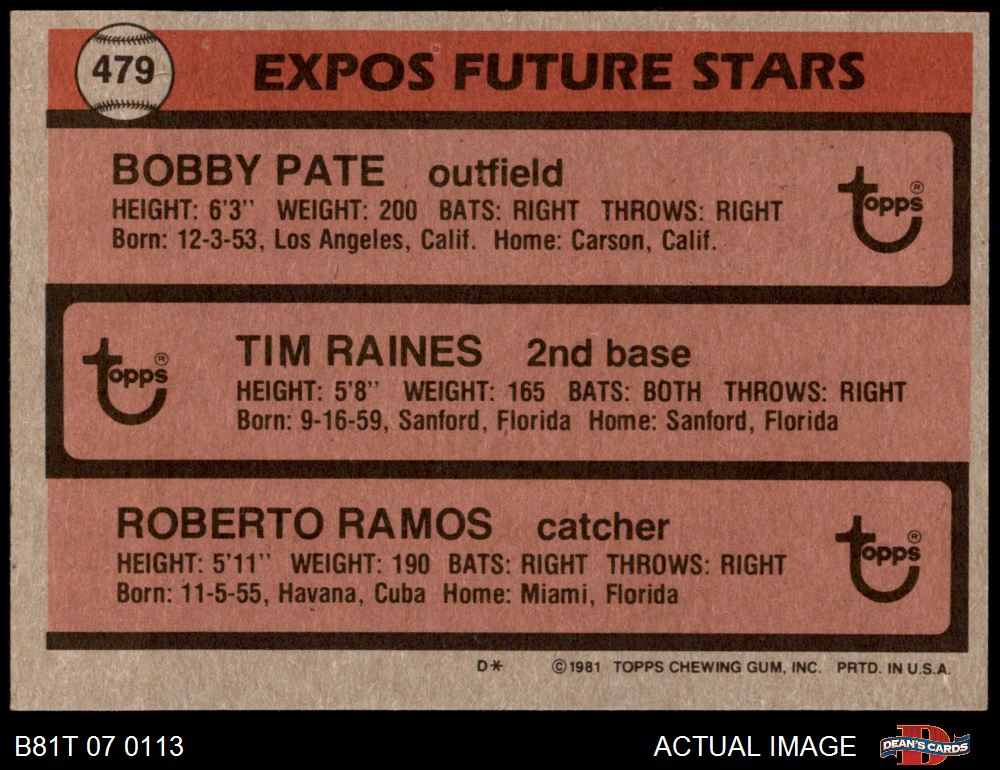 479
EXPOS FUTURE STARS
BOBBY PATE outfield
HEIGHT: 6'3" WEIGHT: 200 BATS: RIGHT THROWS: RIGHT
Born: 12-3-53, Los Angeles, Calif. Home: Carson, Calif.
topps®
TIM RAINES 2nd base
HEIGHT: 5'8" WEIGHT: 165 BATS: BOTH THROWS: RIGHT
Born: 9-16-59, Sanford, Florida Home: Sanford, Florida
topps®
ROBERTO RAMOS catcher
HEIGHT: 5'11" WEIGHT: 190 BATS: RIGHT THROWS: RIGHT
Born: 11-5-55, Havana, Cuba Home: Miami, Florida
topps®
D* ©1981 TOPPS CHEWING GUM, INC. PRTD. IN U.S.A.
B81T 07 0113 ACTUAL IMAGE DEAN'S CARDS